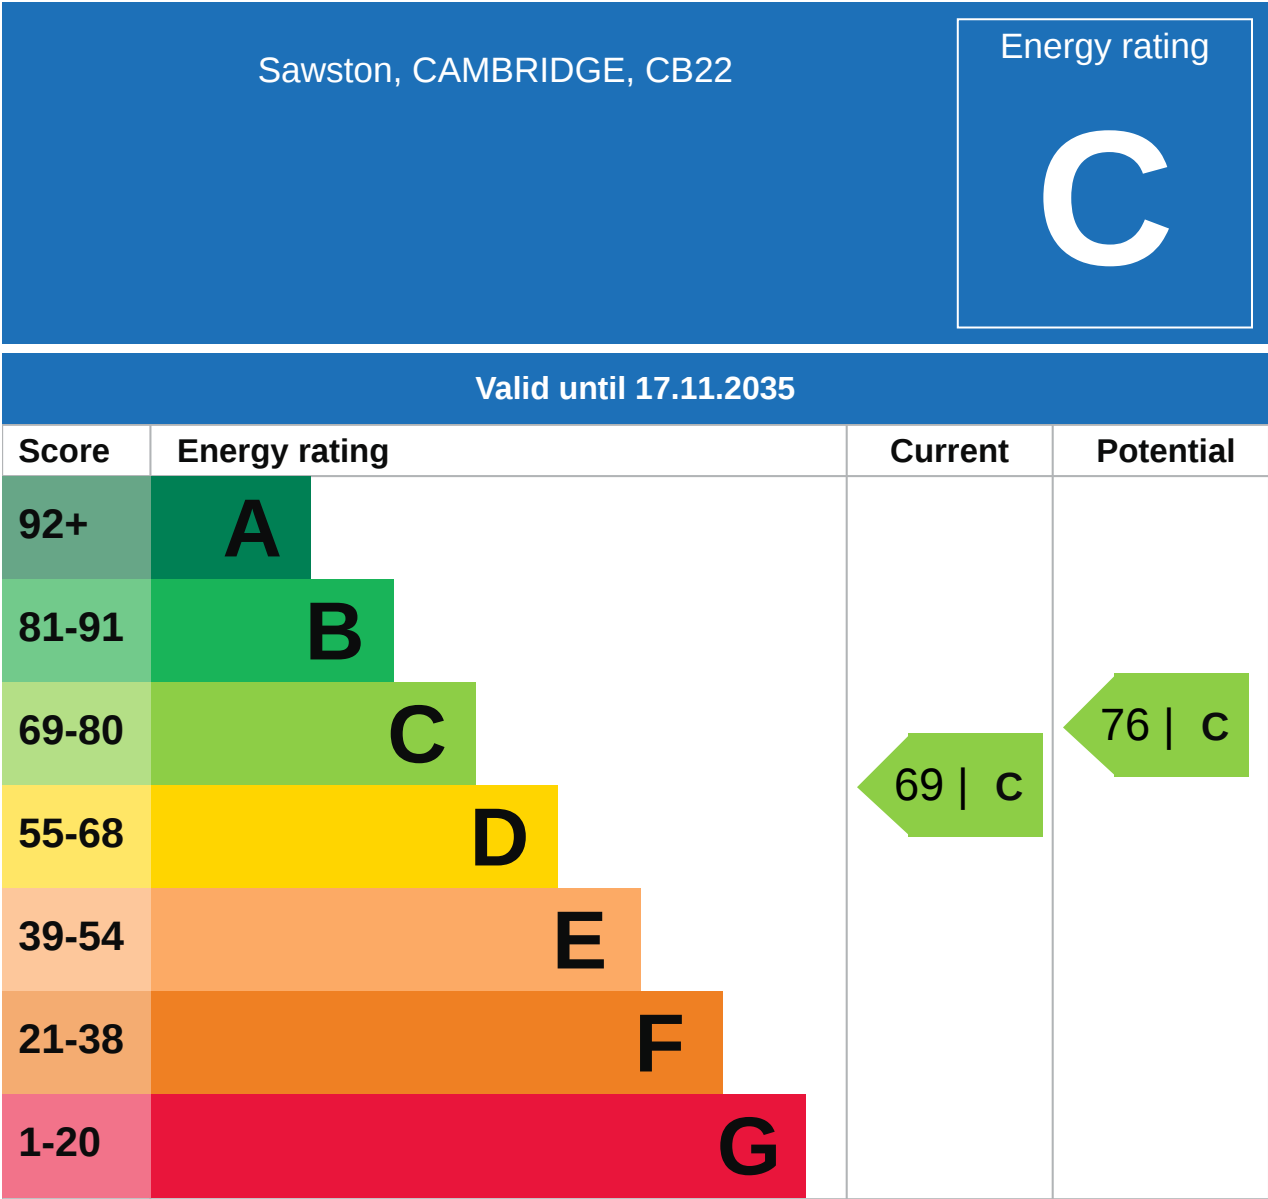 Sawston, CAMBRIDGE, CB22
Energy rating
C
Valid until 17.11.2035
Score Energy rating Current Potential
92+ A
81-91 B
69-80 C
76 | C
69 | C
55-68 D
39-54 E
21-38 F
1-20 G